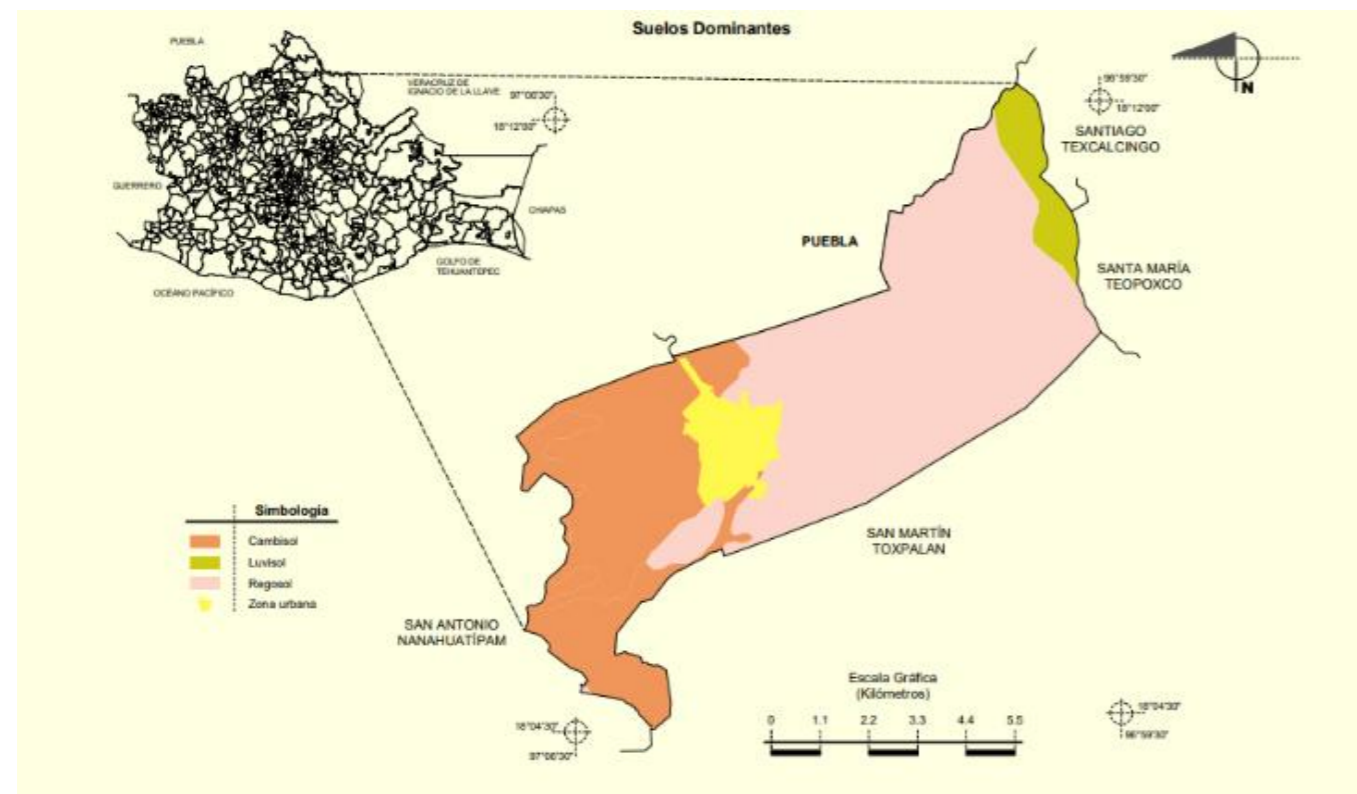 Suelos Dominantes
PUEBLA
VERACRUZ DE
IGNACIO DE LA LLAVE
97°06'30"
18°12'00"
GUERRERO
CHIAPAS
GOLFO DE
TEHUANTEPEC
OCÉANO PACÍFICO
N
96°59'30"
18°12'00"
SANTIAGO
TEXCALCINGO
PUEBLA
SANTA MARÍA
TEOPOXCO
SAN MARTÍN
TOXPALAN
SAN ANTONIO
NANAHUATÍPAM
Simbología
Cambisol
Luvisol
Regosol
Zona urbana
18°04'30"
97°06'30"
Escala Gráfica
(Kilómetros)
0 1.1 2.2 3.3 4.4 5.5
18°04'30"
96°59'30"